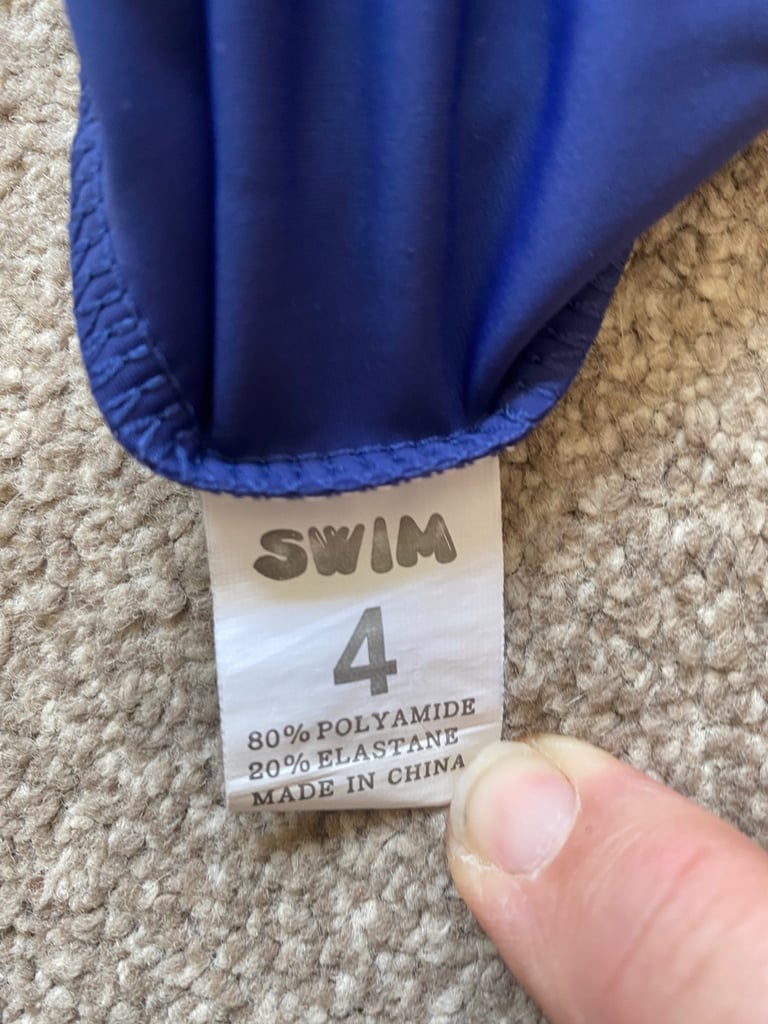 SWIM
4
80% POLYAMIDE
20% ELASTANE
MADE IN CHINA